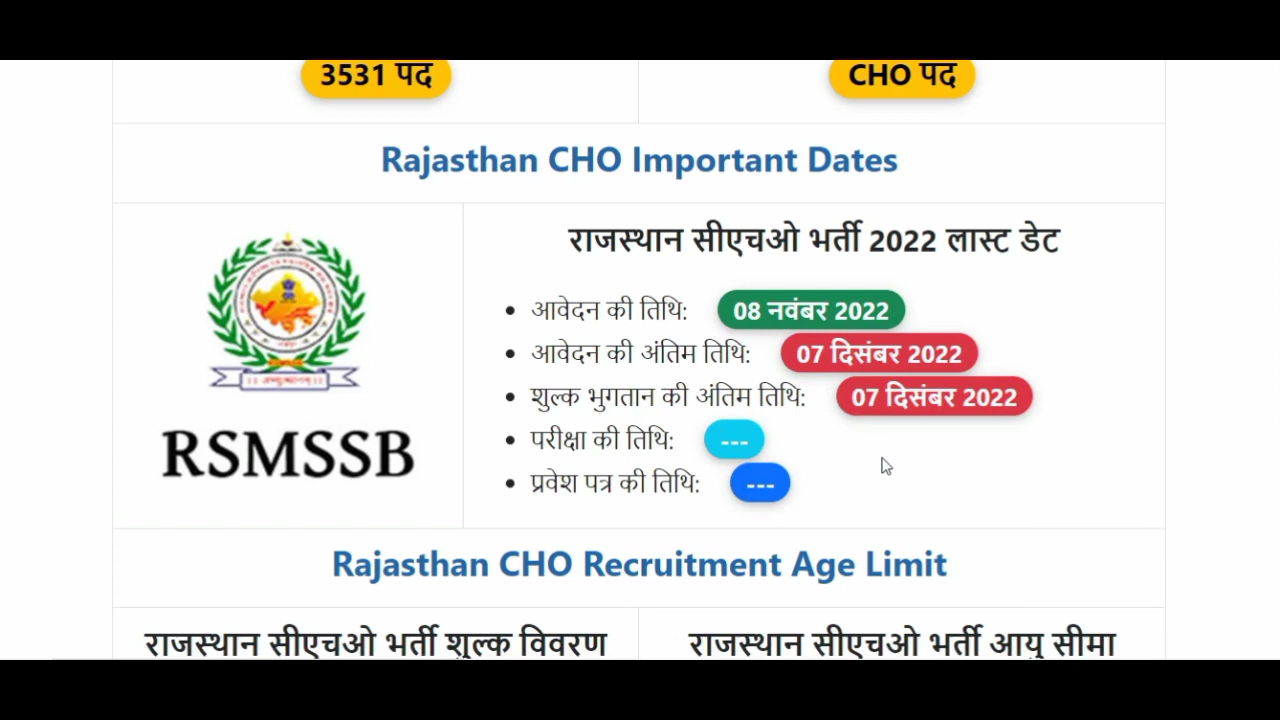 3531 पद
CHO पद
Rajasthan CHO Important Dates
राजस्थान सीएचओ भर्ती 2022 लास्ट डेट
आवेदन की तिथि: 08 नवंबर 2022
आवेदन की अंतिम तिथि: 07 दिसंबर 2022
शुल्क भुगतान की अंतिम तिथि: 07 दिसंबर 2022
परीक्षा की तिथि: ---
प्रवेश पत्र की तिथि: ---
RSMSSB
Rajasthan CHO Recruitment Age Limit
राजस्थान सीएचओ भर्ती शुल्क विवरण
राजस्थान सीएचओ भर्ती आयु सीमा